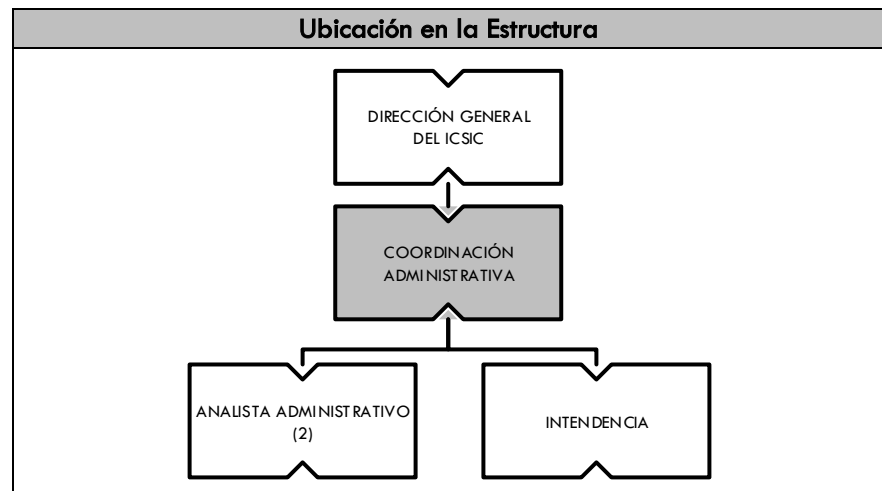 Ubicación en la Estructura
DIRECCIÓN GENERAL
DEL ICSIC
COORDINACIÓN
ADMINISTRATIVA
ANALISTA ADMINISTRATIVO
(2)
INTENDENCIA